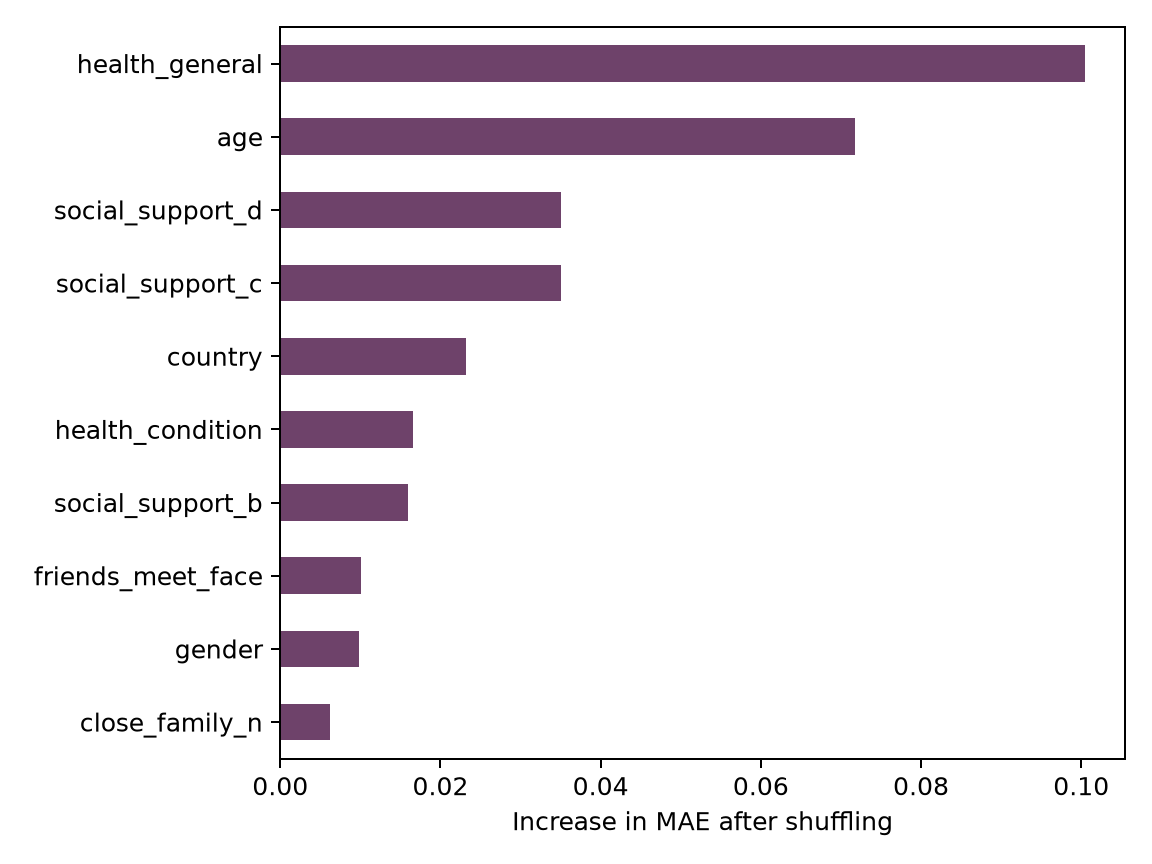 health_general
age
social_support_d
social_support_c
country
health_condition
social_support_b
friends_meet_face
gender
close_family_n
0.00 0.02 0.04 0.06 0.08 0.10
Increase in MAE after shuffling